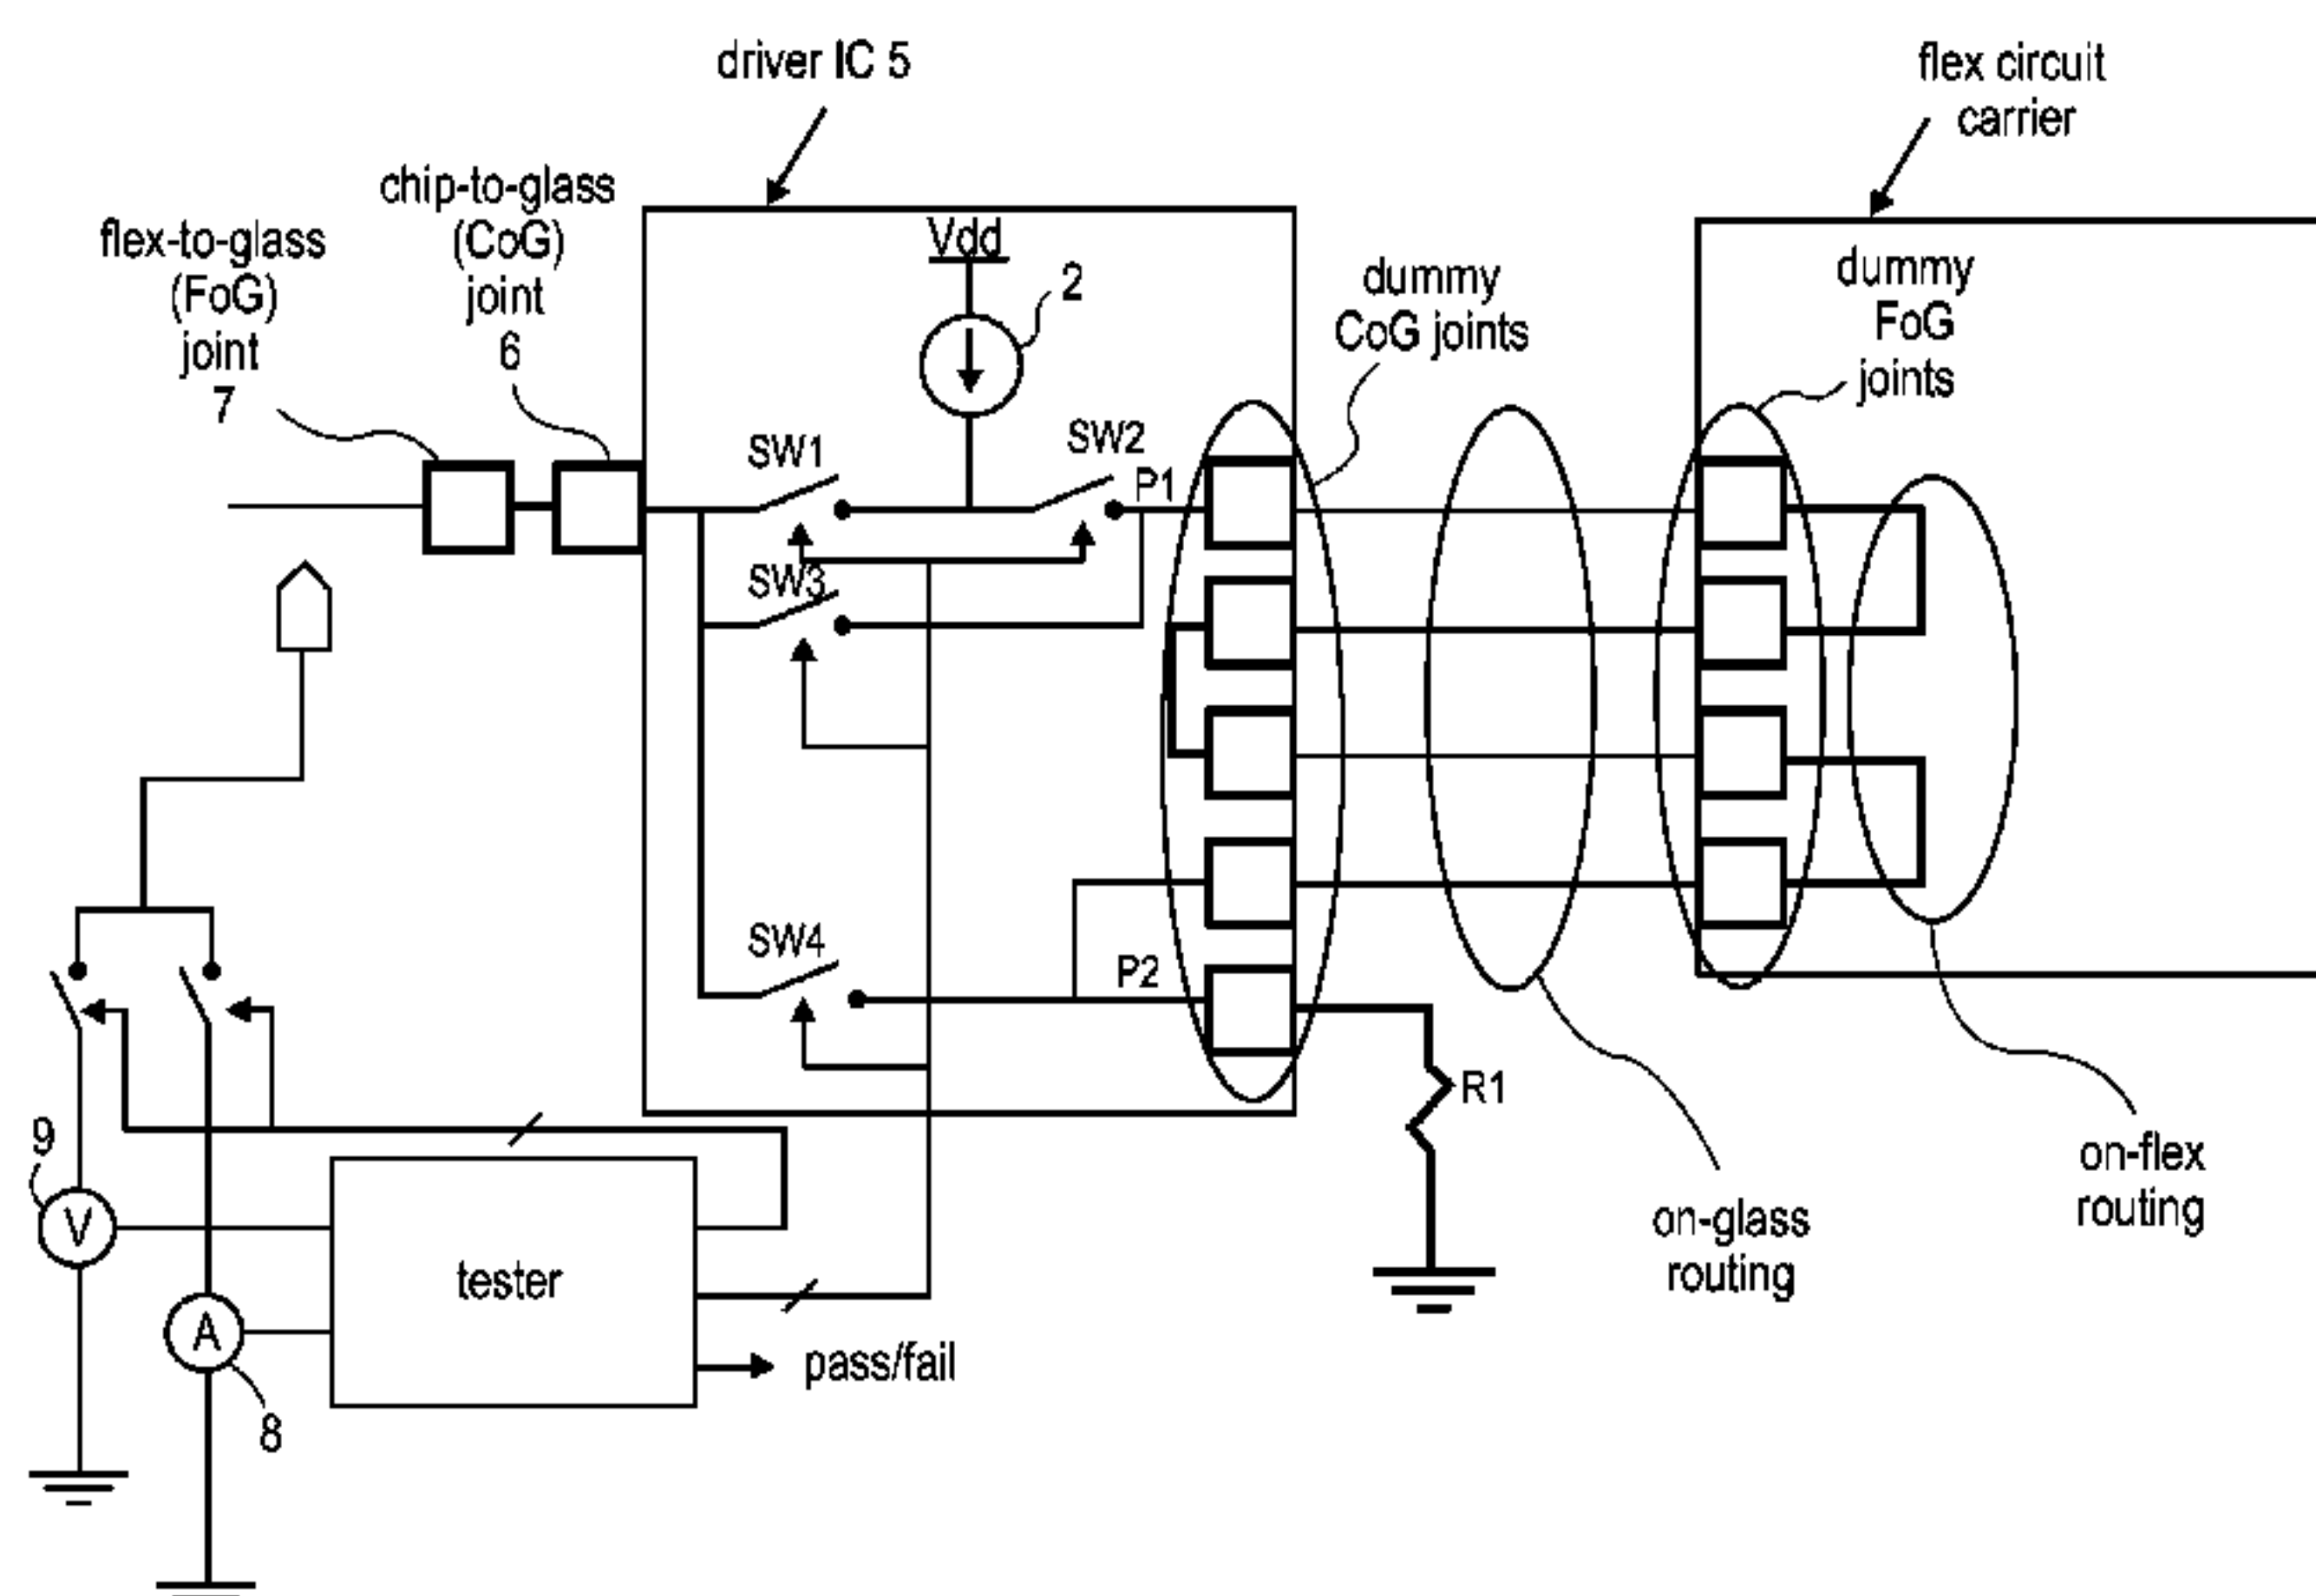 driver IC 5
flex circuit
carrier
chip-to-glass
(CoG)
joint
6
flex-to-glass
(FoG)
joint
7
Vdd
2
dummy
CoG joints
dummy
FoG
joints
SW1
SW2
P1
SW3
SW4
P2
R1
9
V
tester
A
8
pass/fail
on-glass
routing
on-flex
routing